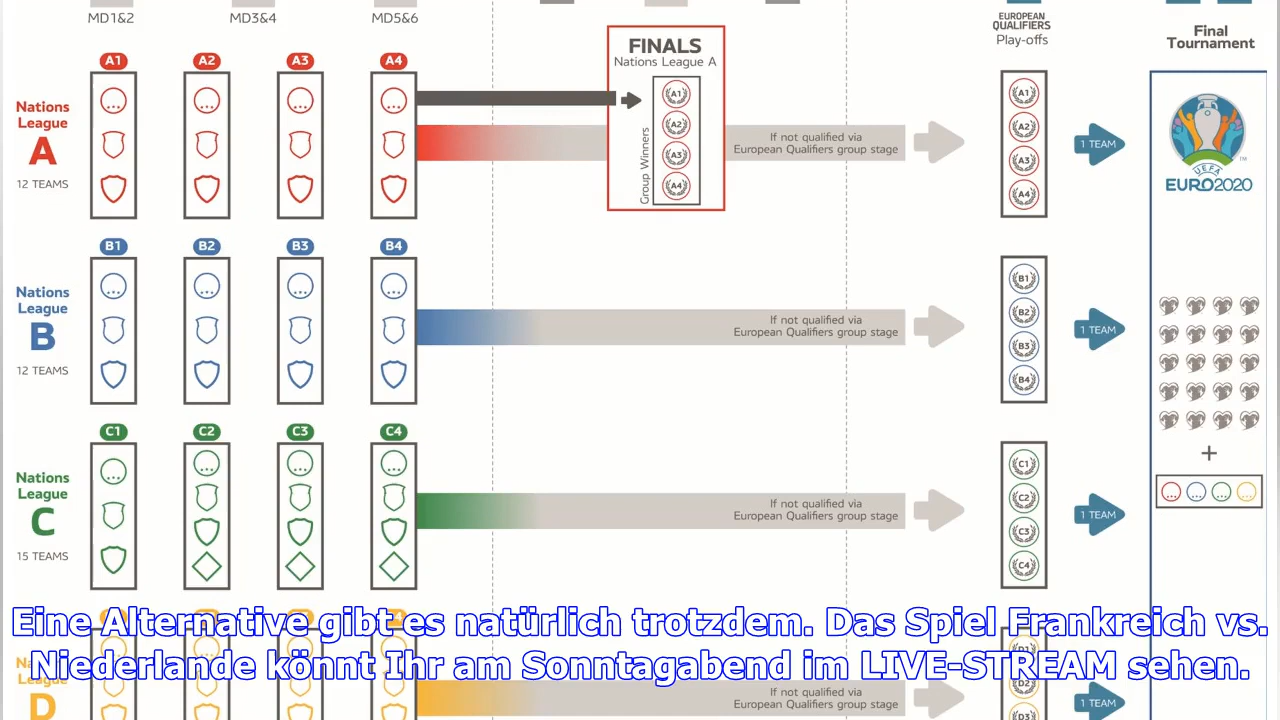 MD1&2
MD3&4
MD5&6
EUROPEAN
QUALIFIERS
Play-offs
Final
Tournament
A1
A2
A3
A4
FINALS
Nations League A
Nations
League
A
12 TEAMS
Group Winners
A1
A2
A3
A4
If not qualified via
European Qualifiers group stage
A1
A2
A3
A4
1 TEAM
UEFA
EURO2020
TM
B1
B2
B3
B4
Nations
League
B
12 TEAMS
If not qualified via
European Qualifiers group stage
B1
B2
B3
B4
1 TEAM
C1
C2
C3
C4
Nations
League
C
15 TEAMS
If not qualified via
European Qualifiers group stage
C1
C2
C3
C4
1 TEAM
+
Eine Alternative gibt es natürlich trotzdem. Das Spiel Frankreich vs.
Niederlande könnt Ihr am Sonntagabend im LIVE-STREAM sehen.
D
If not qualified via
European Qualifiers group stage
D1
D2
D3
1 TEAM